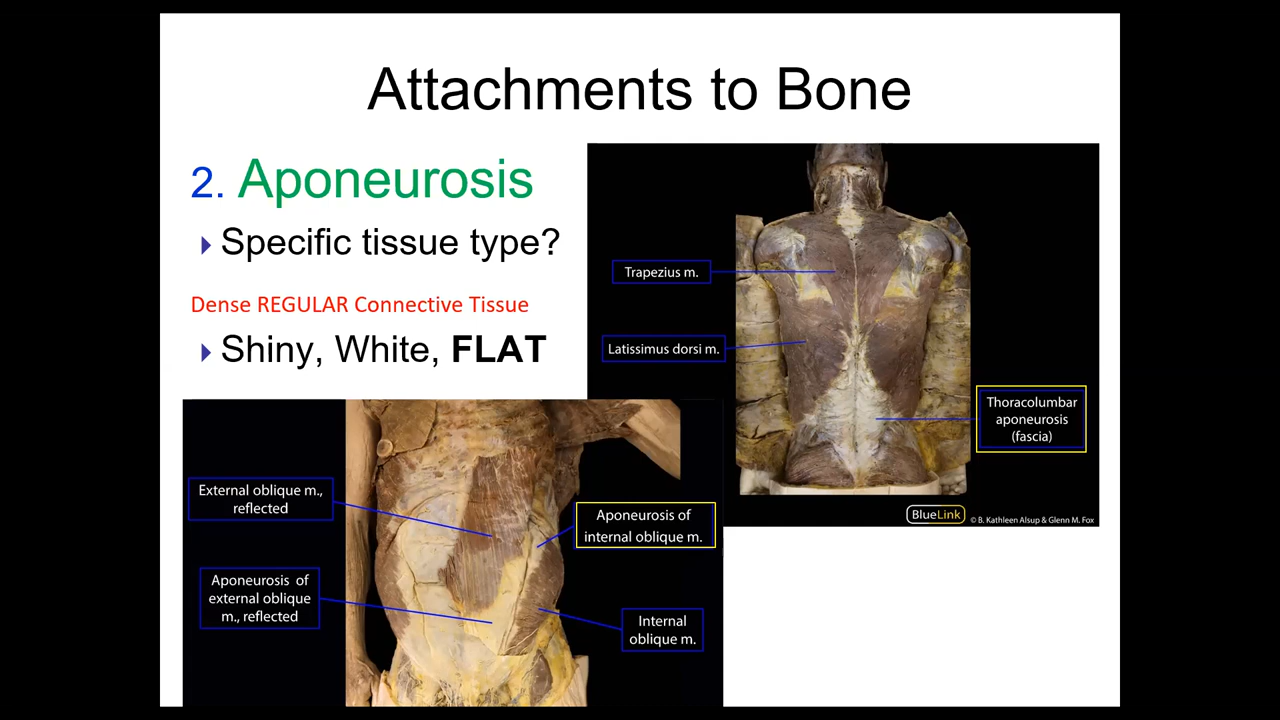 Attachments to Bone
2. Aponeurosis
Specific tissue type?
Dense REGULAR Connective Tissue
Shiny, White, FLAT
Trapezius m.
Latissimus dorsi m.
Thoracolumbar
aponeurosis
(fascia)
BlueLink © B. Kathleen Alsup & Glenn M. Fox
External oblique m.,
reflected
Aponeurosis of
external oblique
m., reflected
Aponeurosis of
internal oblique m.
Internal
oblique m.